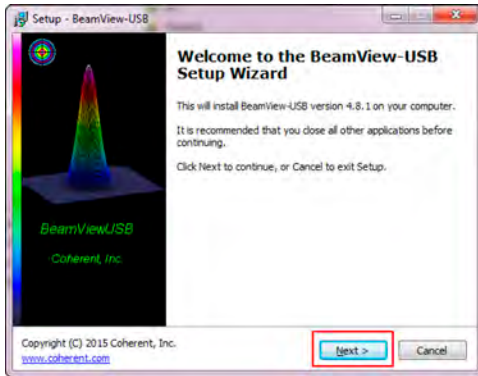 Setup - BeamView-USB
Welcome to the BeamView-USB
Setup Wizard
This will install BeamView-USB version 4.8.1 on your computer.
It is recommended that you close all other applications before
continuing.
Click Next to continue, or Cancel to exit Setup.
BeamViewUSB
Coherent, Inc.
Copyright (C) 2015 Coherent, Inc.
www.coherent.com
Next >
Cancel